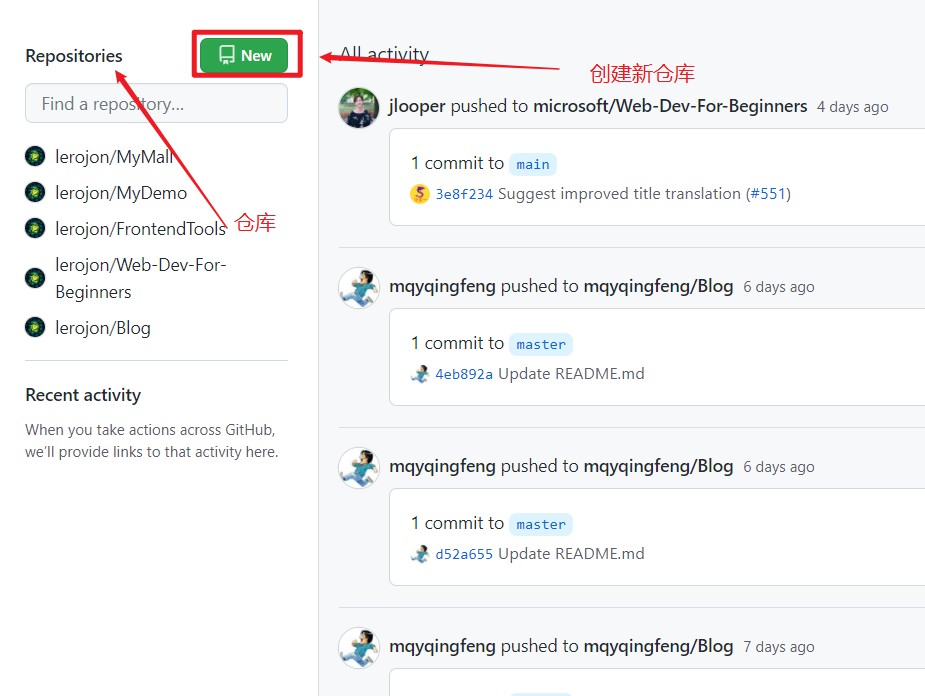 Repositories
New
Find a repository...
lerojon/MyMall
lerojon/MyDemo
lerojon/FrontendTools
仓库
lerojon/Web-Dev-For-
Beginners
lerojon/Blog
Recent activity
When you take actions across GitHub,
we'll provide links to that activity here.
All activity
创建新仓库
jlooper pushed to microsoft/Web-Dev-For-Beginners 4 days ago
1 commit to main
3e8f234 Suggest improved title translation (#551)
mqyqingfeng pushed to mqyqingfeng/Blog 6 days ago
1 commit to master
4eb892a Update README.md
mqyqingfeng pushed to mqyqingfeng/Blog 6 days ago
1 commit to master
d52a655 Update README.md
mqyqingfeng pushed to mqyqingfeng/Blog 7 days ago